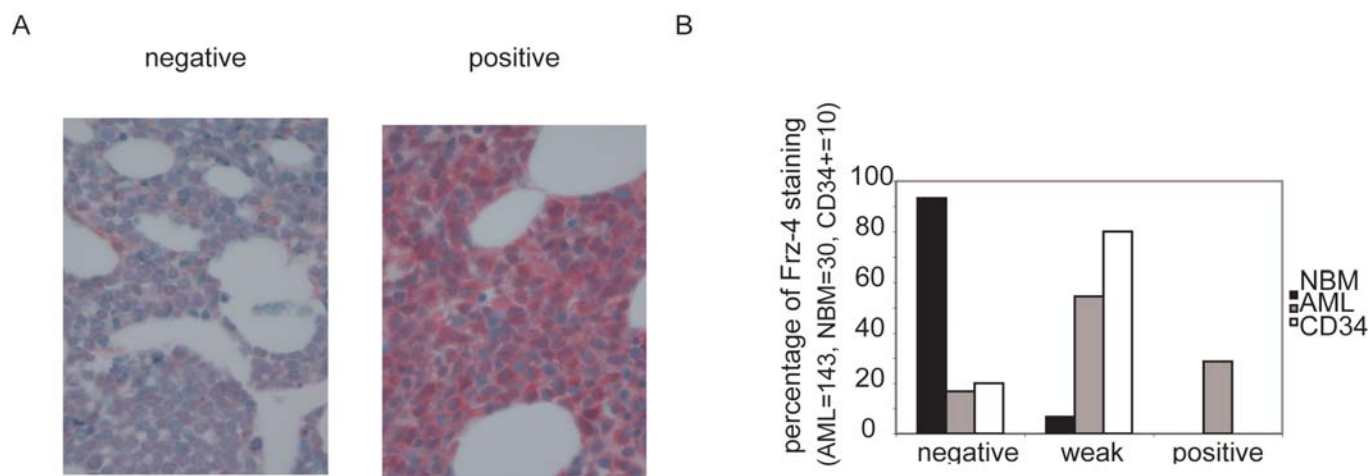 A
negative
positive
B
percentage of Frz-4 staining
(AML=143, NBM=30, CD34+=10)
100
80
60
40
20
0
negative
weak
positive
NBM
AML
CD34